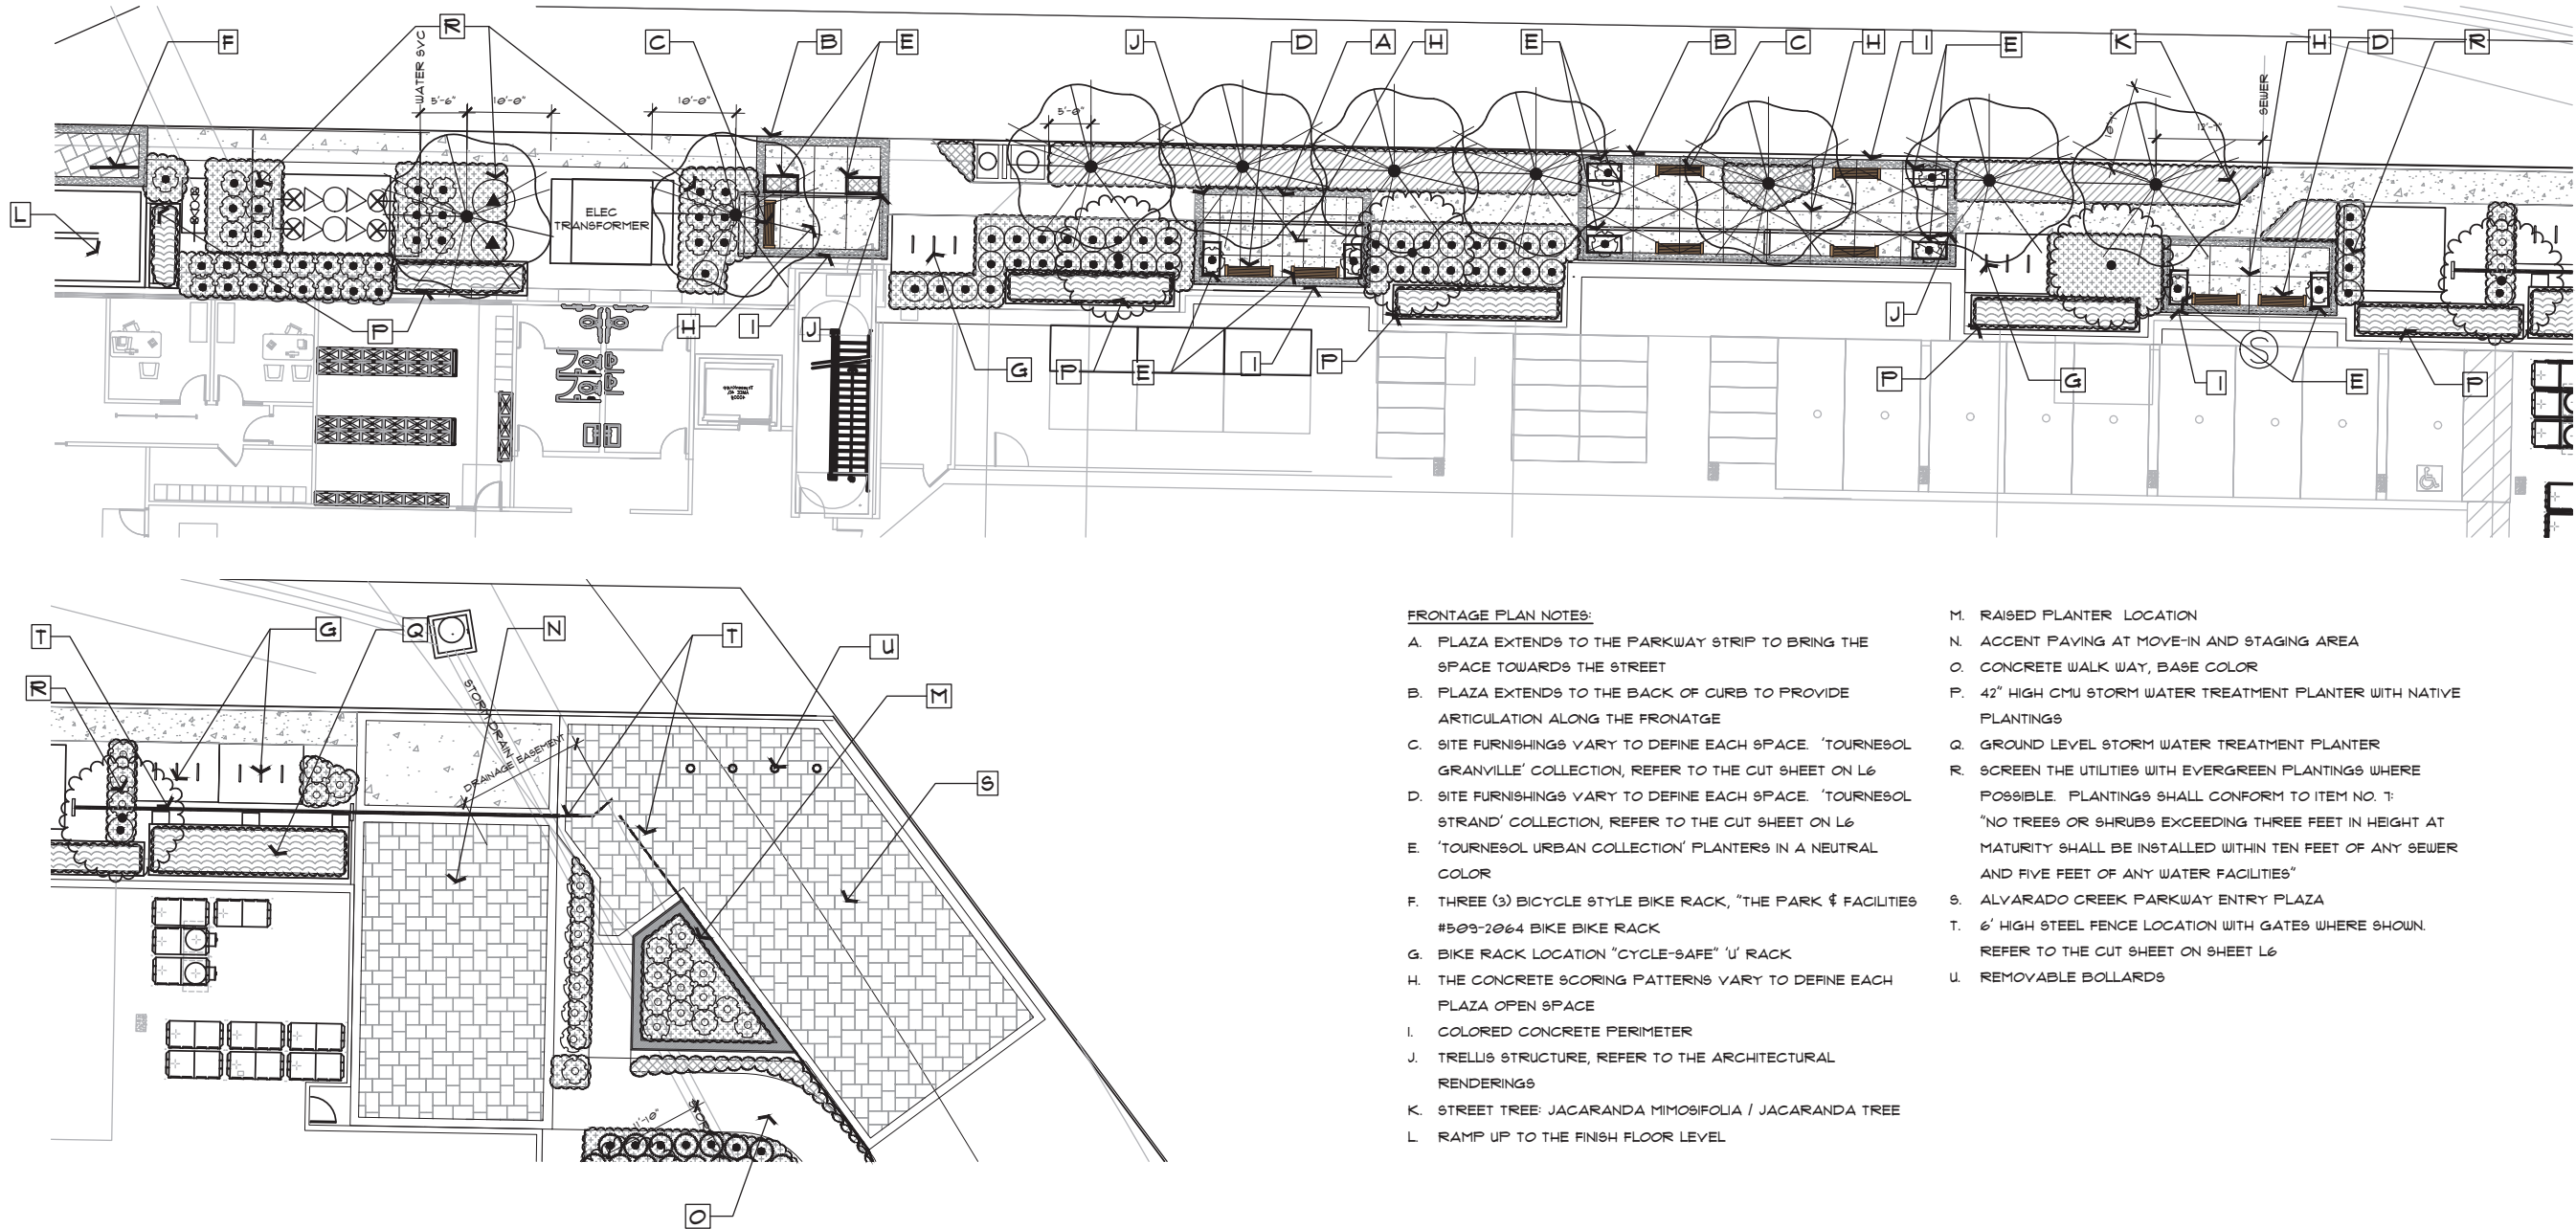 F
R
C
B
E
J
D
A
H
E
B
C
H
I
E
K
H
D
R
WATER SVC
5'-6"
10'-0"
10'-0"
5'-0"
10'-7"
12'-7"
SEWER
L
ELEC
TRANSFORMER
P
H
I
J
G
P
E
I
P
J
S
P
G
I
E
P
T
G
Q
N
T
U
R
M
S
STORM DRAIN
DRAINAGE EASEMENT
11'-10"
O
FRONTAGE PLAN NOTES:
A. PLAZA EXTENDS TO THE PARKWAY STRIP TO BRING THE
SPACE TOWARDS THE STREET
B. PLAZA EXTENDS TO THE BACK OF CURB TO PROVIDE
ARTICULATION ALONG THE FRONATGE
C. SITE FURNISHINGS VARY TO DEFINE EACH SPACE. 'TOURNESOL
GRANVILLE' COLLECTION, REFER TO THE CUT SHEET ON L6
D. SITE FURNISHINGS VARY TO DEFINE EACH SPACE. 'TOURNESOL
STRAND' COLLECTION, REFER TO THE CUT SHEET ON L6
E. 'TOURNESOL URBAN COLLECTION' PLANTERS IN A NEUTRAL
COLOR
F. THREE (3) BICYCLE STYLE BIKE RACK, "THE PARK & FACILITIES
#509-2064 BIKE BIKE RACK
G. BIKE RACK LOCATION "CYCLE-SAFE" 'U' RACK
H. THE CONCRETE SCORING PATTERNS VARY TO DEFINE EACH
PLAZA OPEN SPACE
I. COLORED CONCRETE PERIMETER
J. TRELLIS STRUCTURE, REFER TO THE ARCHITECTURAL
RENDERINGS
K. STREET TREE: JACARANDA MIMOSIFOLIA / JACARANDA TREE
L. RAMP UP TO THE FINISH FLOOR LEVEL
M. RAISED PLANTER LOCATION
N. ACCENT PAVING AT MOVE-IN AND STAGING AREA
O. CONCRETE WALK WAY, BASE COLOR
P. 42" HIGH CMU STORM WATER TREATMENT PLANTER WITH NATIVE
PLANTINGS
Q. GROUND LEVEL STORM WATER TREATMENT PLANTER
R. SCREEN THE UTILITIES WITH EVERGREEN PLANTINGS WHERE
POSSIBLE. PLANTINGS SHALL CONFORM TO ITEM NO. 7:
"NO TREES OR SHRUBS EXCEEDING THREE FEET IN HEIGHT AT
MATURITY SHALL BE INSTALLED WITHIN TEN FEET OF ANY SEWER
AND FIVE FEET OF ANY WATER FACILITIES"
S. ALVARADO CREEK PARKWAY ENTRY PLAZA
T. 6' HIGH STEEL FENCE LOCATION WITH GATES WHERE SHOWN.
REFER TO THE CUT SHEET ON SHEET L6
U. REMOVABLE BOLLARDS